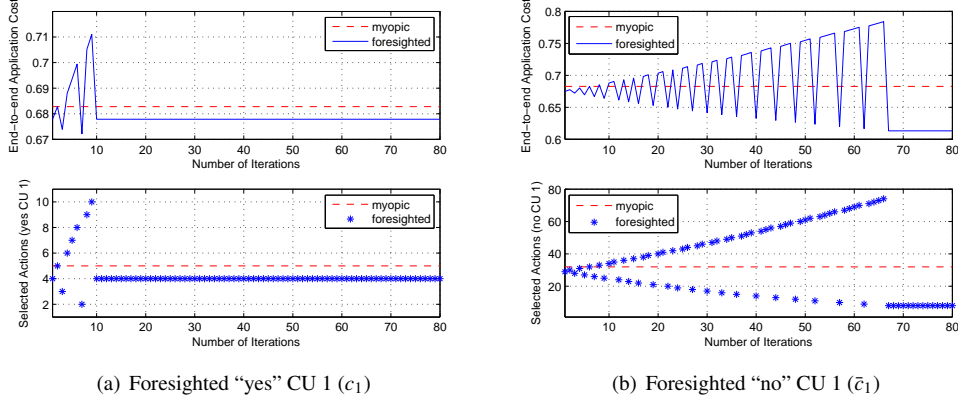 End-to-end Application Cost
0.71
0.7
0.69
0.68
0.67
myopic
foresighted
10 20 30 40 50 60 70 80
Number of Iterations
Selected Actions (yes CU 1)
10
8
6
4
2
myopic
foresighted
10 20 30 40 50 60 70 80
Number of Iterations
(a) Foresighted “yes” CU 1 (c₁)
End-to-end Application Cost
0.8
0.75
0.7
0.65
0.6
myopic
foresighted
10 20 30 40 50 60 70 80
Number of Iterations
Selected Actions (no CU 1)
80
60
40
20
myopic
foresighted
10 20 30 40 50 60 70 80
Number of Iterations
(b) Foresighted “no” CU 1 (c̄₁)